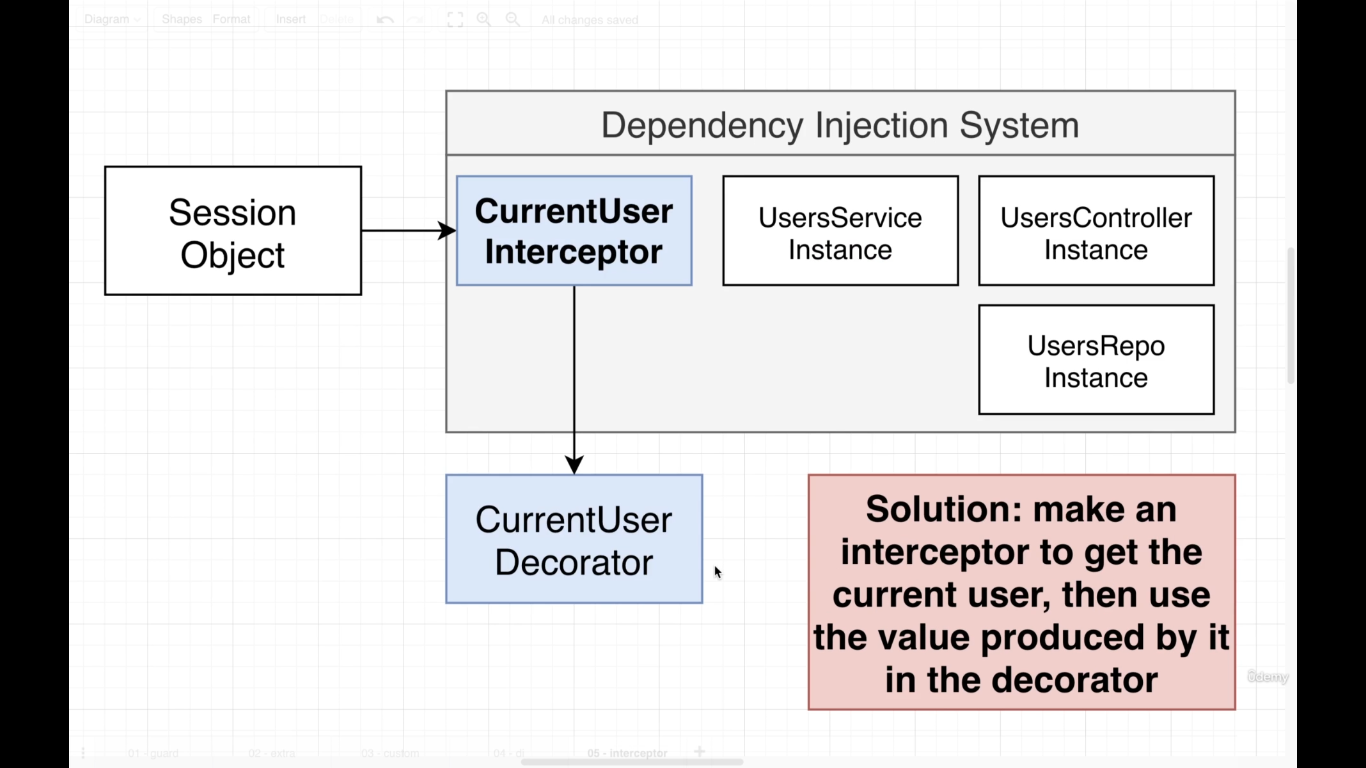 Diagram
Shapes
Format
Insert
Delete
All changes saved
Dependency Injection System
Session
Object
CurrentUser
Interceptor
UsersService
Instance
UsersController
Instance
UsersRepo
Instance
CurrentUser
Decorator
Solution: make an
interceptor to get the
current user, then use
the value produced by it
in the decorator
ûdemy
01 - guard
02 - extra
03 - custom
04 - di
05 - interceptor